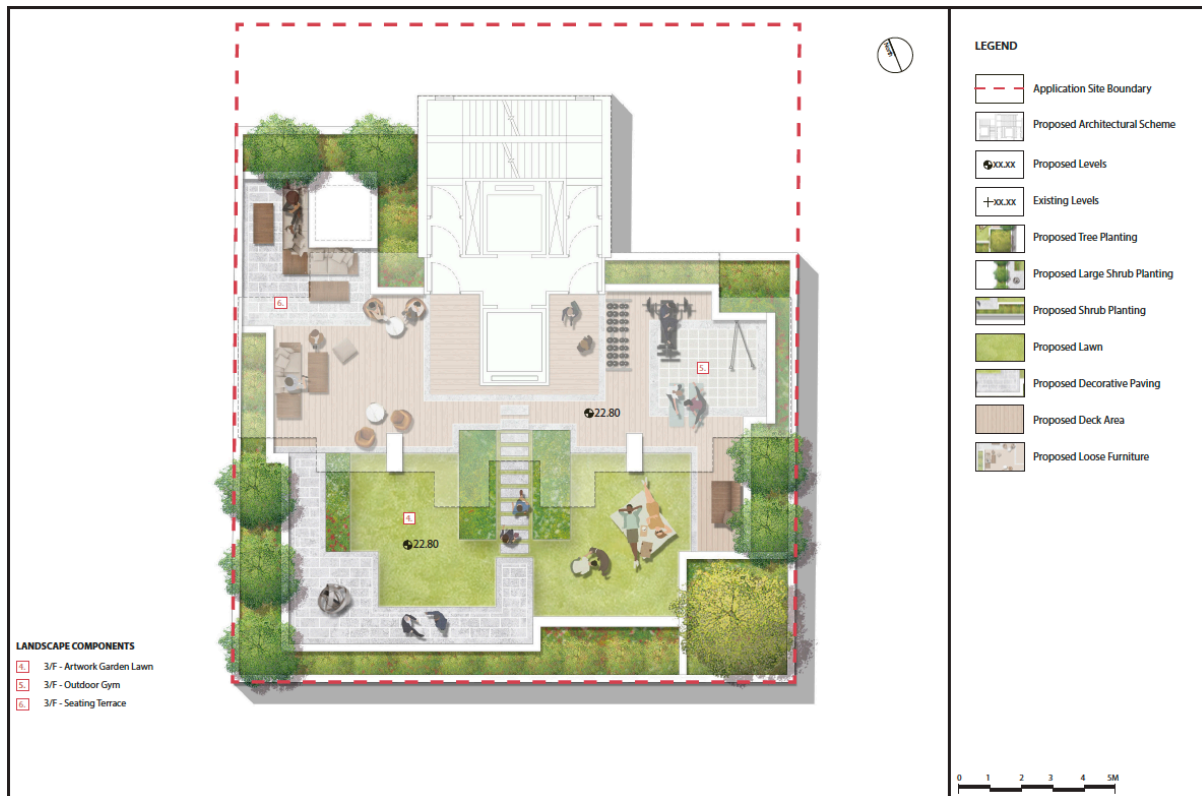 North
LEGEND
Application Site Boundary
Proposed Architectural Scheme
xx.xx
Proposed Levels
+xx.xx
Existing Levels
Proposed Tree Planting
Proposed Large Shrub Planting
Proposed Shrub Planting
Proposed Lawn
Proposed Decorative Paving
Proposed Deck Area
Proposed Loose Furniture
6.
5.
22.80
4.
22.80
LANDSCAPE COMPONENTS
4. 3/F - Artwork Garden Lawn
5. 3/F - Outdoor Gym
6. 3/F - Seating Terrace
0 1 2 3 4 5M